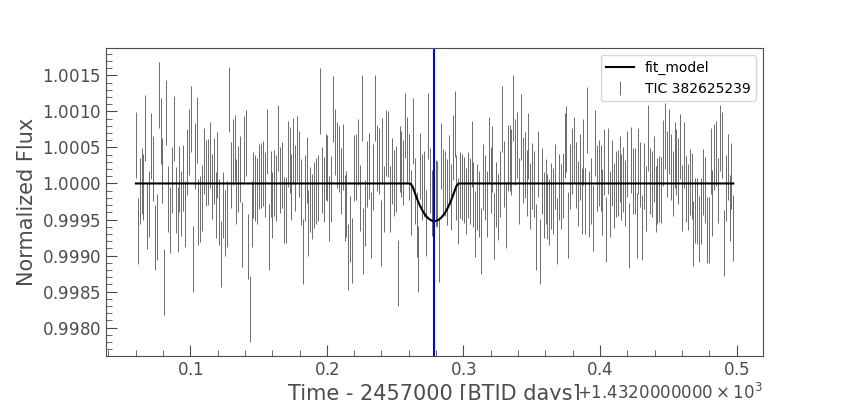 fit_model
TIC 382625239
1.0015
1.0010
1.0005
1.0000
0.9995
0.9990
0.9985
0.9980
Normalized Flux
0.1 0.2 0.3 0.4 0.5
Time - 2457000 [BTJD days]
+1.4320000000 × 10³